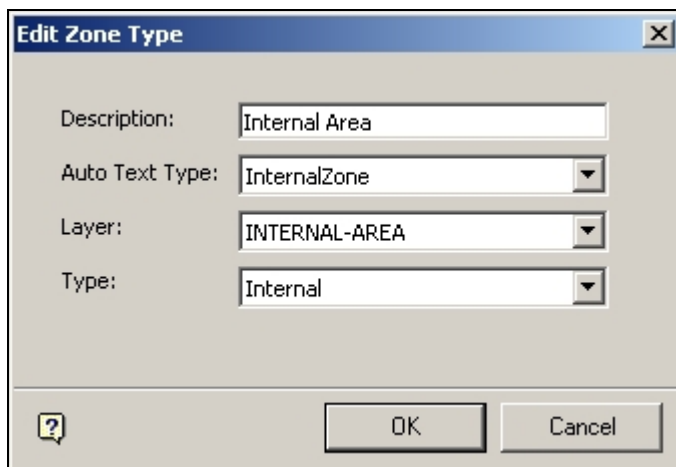 Edit Zone Type
Description: Internal Area
Auto Text Type: InternalZone
Layer: INTERNAL-AREA
Type: Internal
OK Cancel